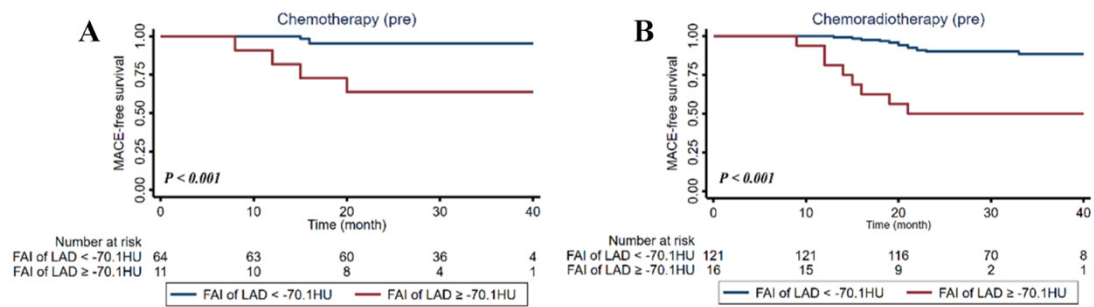 A
Chemotherapy (pre)
MACE-free survival
1.00
0.75
0.50
0.25
0.00
P < 0.001
0 10 20 30 40
Time (month)
Number at risk
FAI of LAD < -70.1HU 64 63 60 36 4
FAI of LAD ≥ -70.1HU 11 10 8 4 1
FAI of LAD < -70.1HU FAI of LAD ≥ -70.1HU
B
Chemoradiotherapy (pre)
MACE-free survival
1.00
0.75
0.50
0.25
0.00
P < 0.001
0 10 20 30 40
Time (month)
Number at risk
FAI of LAD < -70.1HU 121 121 116 70 8
FAI of LAD ≥ -70.1HU 16 15 9 2 1
FAI of LAD < -70.1HU FAI of LAD ≥ -70.1HU